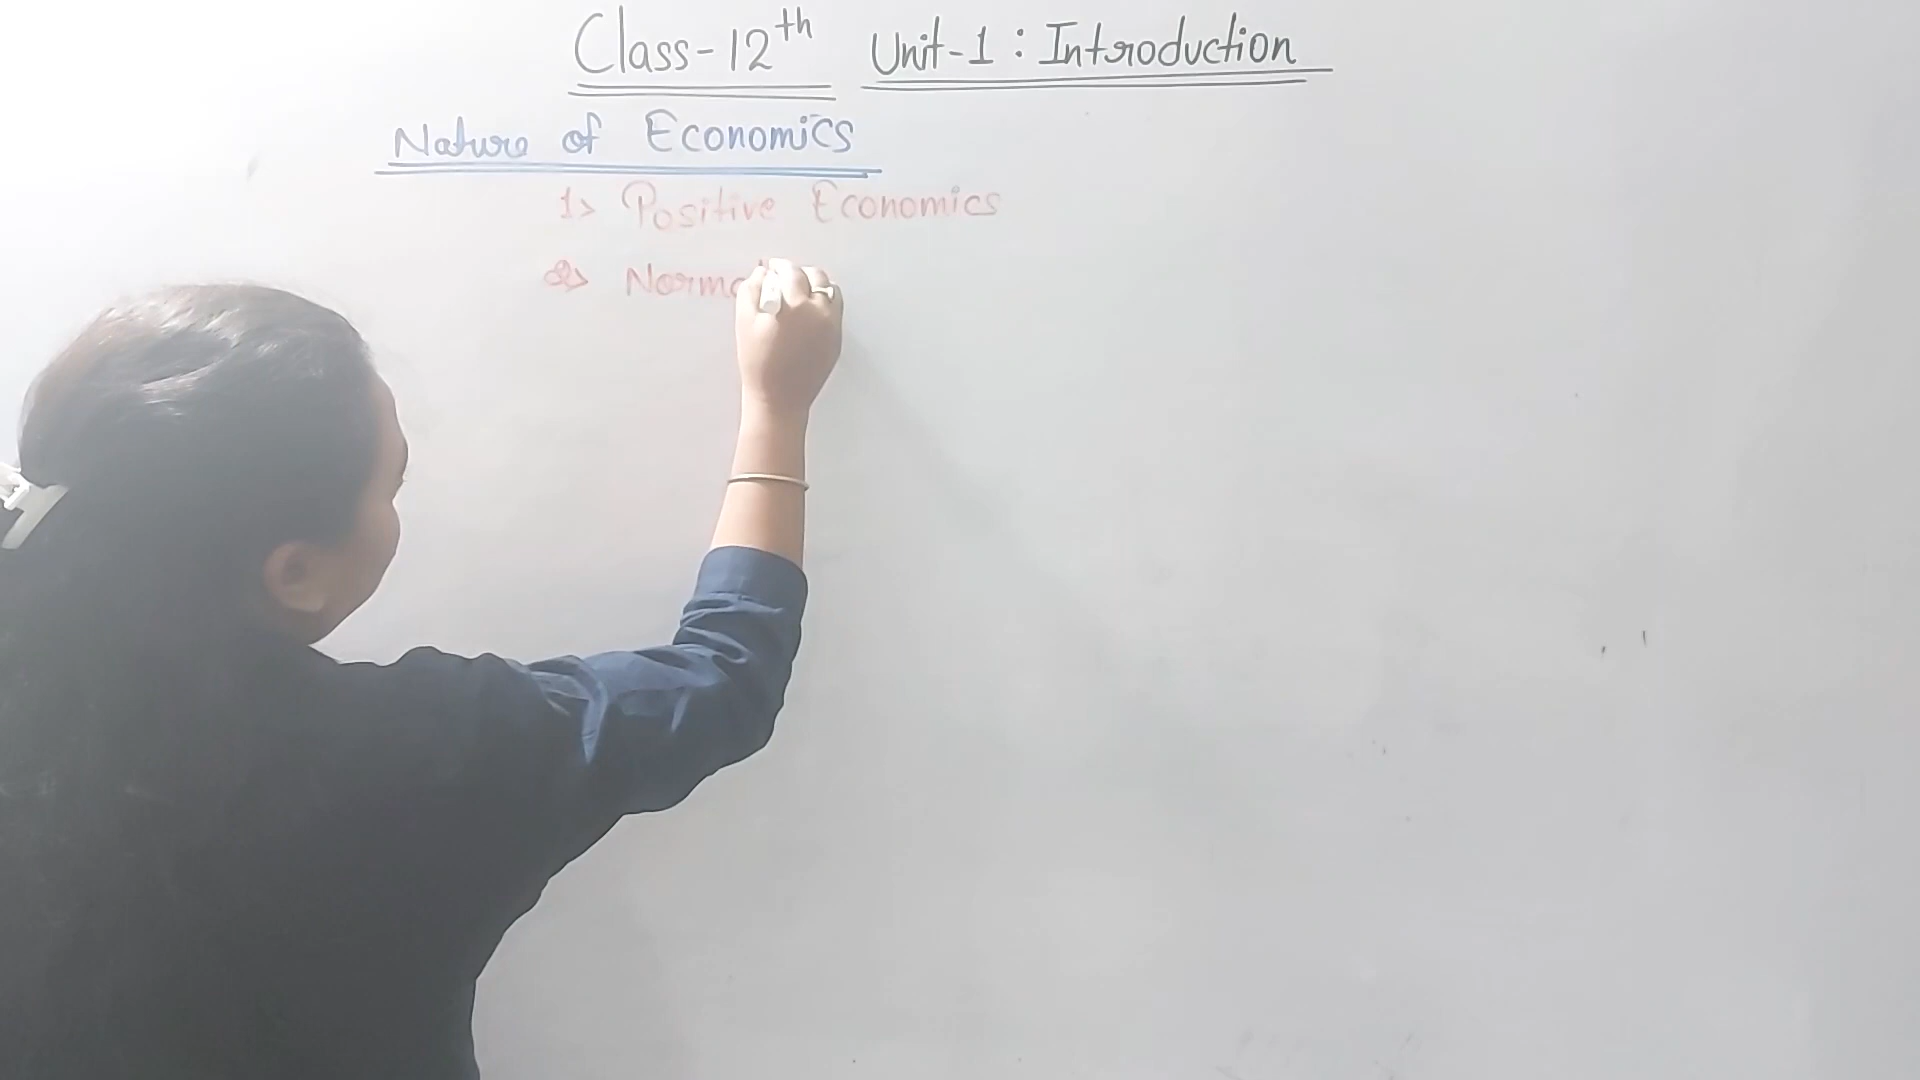 Class-12th Unit-1 : Introduction
Nature of Economics
1> Positive Economics
2> Norma